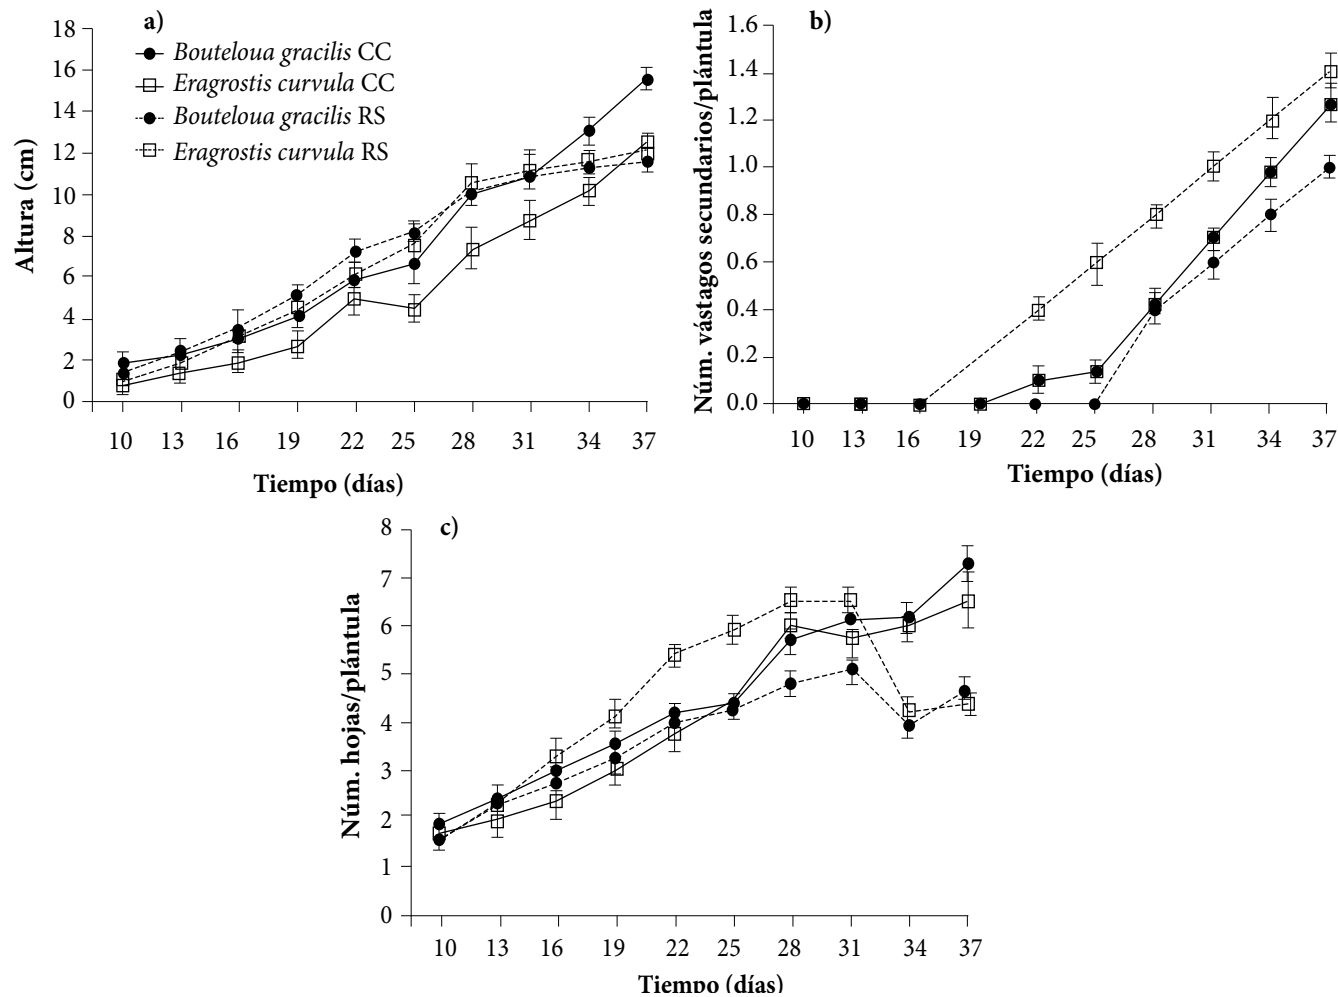 a)
18
16
14
12
10
8
6
4
2
0
Altura (cm)
Bouteloua gracilis CC
Eragrostis curvula CC
Bouteloua gracilis RS
Eragrostis curvula RS
10 13 16 19 22 25 28 31 34 37
Tiempo (días)
b)
1.6
1.4
1.2
1.0
0.8
0.6
0.4
0.2
0.0
Núm. vástagos secundarios/plántula
10 13 16 19 22 25 28 31 34 37
Tiempo (días)
c)
8
7
6
5
4
3
2
1
0
Núm. hojas/plántula
10 13 16 19 22 25 28 31 34 37
Tiempo (días)